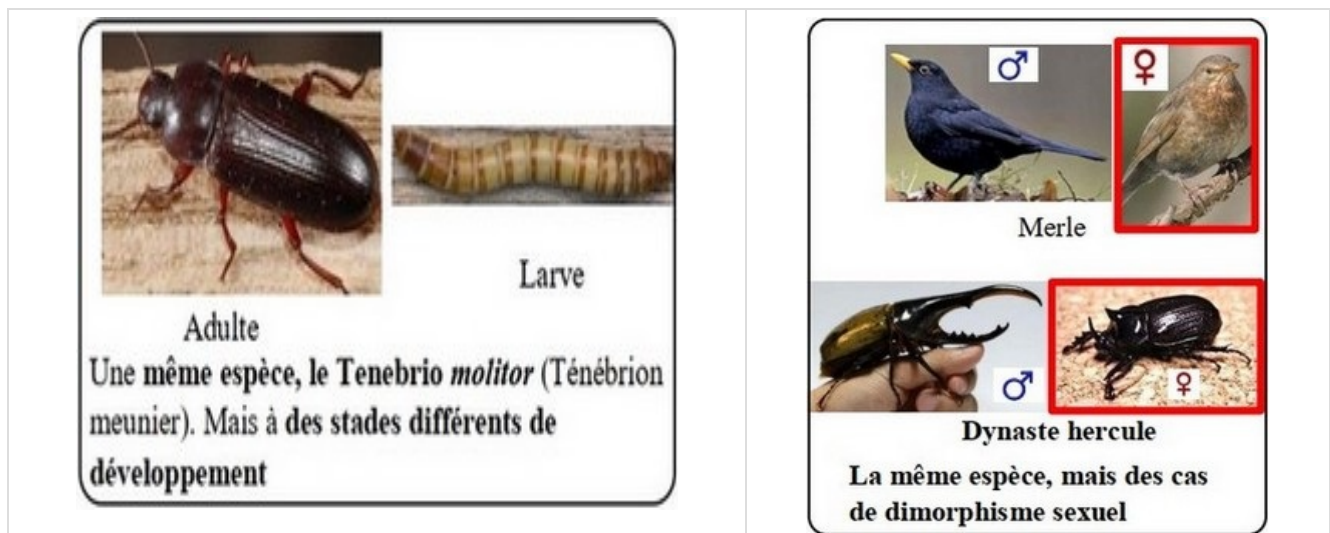 Adulte
Larve
Une même espèce, le Tenebrio molitor (Ténébrion
meunier). Mais à des stades différents de
développement
♂
♀
Merle
♂
♀
Dynaste hercule
La même espèce, mais des cas
de dimorphisme sexuel